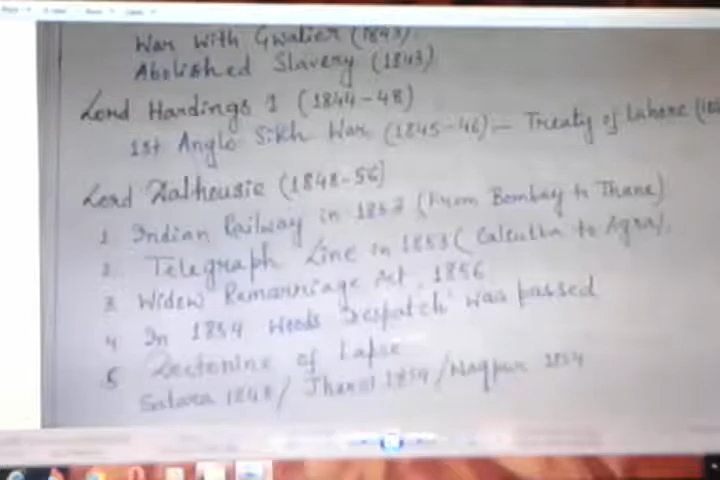 War With Gwalier (1843).
Abolished Slavery (1843)
Lord Hardings 1 (1844-48)
1st Anglo Sikh War (1845-46) - Treaty of Lahore
Lord Dalhousie (1848-56)
1 Indian Railway in 1853 (From Bombay to Thane)
2 Telegraph Line in 1853 (Calcutta to Agra).
3 Widow Remarriage Act, 1856
4 In 1854 Woods Despatch was passed
5 of Lapse
Satara 1848/ Jhansi 1854 /Nagpur 1854